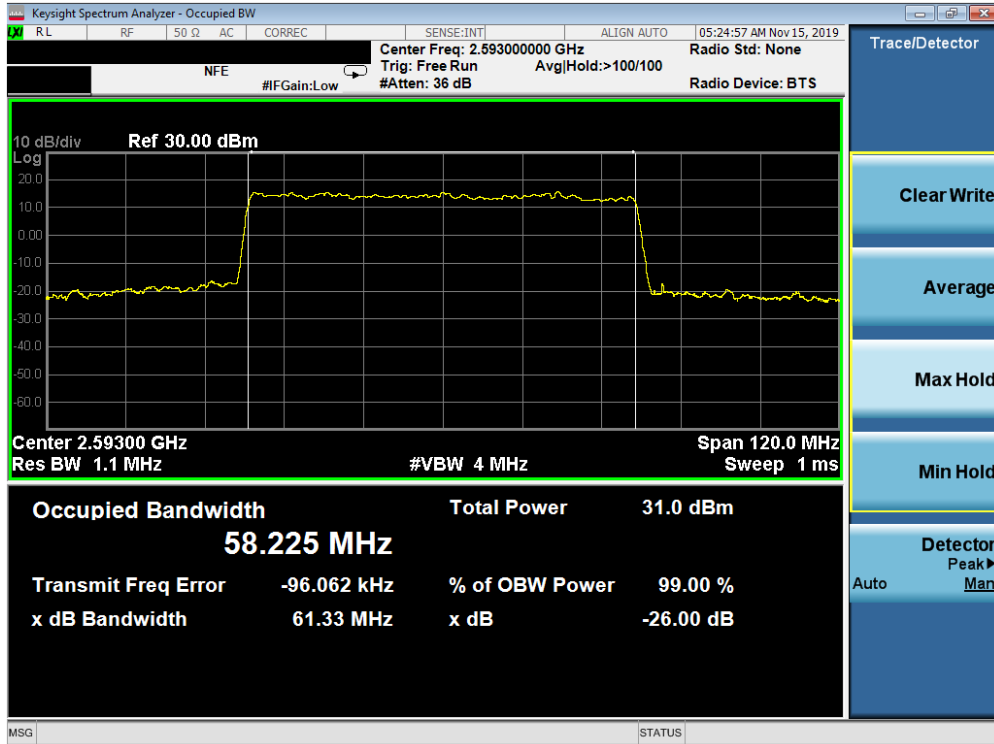 Keysight Spectrum Analyzer - Occupied BW
LXI RL RF 50 Ω AC CORREC SENSE:INT ALIGN AUTO 05:24:57 AM Nov 15, 2019
NFE
#IFGain:Low
Center Freq: 2.593000000 GHz
Trig: Free Run Avg|Hold:>100/100
#Atten: 36 dB
Radio Std: None
Radio Device: BTS
10 dB/div Ref 30.00 dBm
Log
20.0
10.0
0.00
-10.0
-20.0
-30.0
-40.0
-50.0
-60.0
Center 2.59300 GHz Span 120.0 MHz
Res BW 1.1 MHz #VBW 4 MHz Sweep 1 ms
Occupied Bandwidth Total Power 31.0 dBm
58.225 MHz
Transmit Freq Error -96.062 kHz % of OBW Power 99.00 %
x dB Bandwidth 61.33 MHz x dB -26.00 dB
Trace/Detector
Clear Write
Average
Max Hold
Min Hold
Detector
Peak▶
Auto Man
MSG STATUS